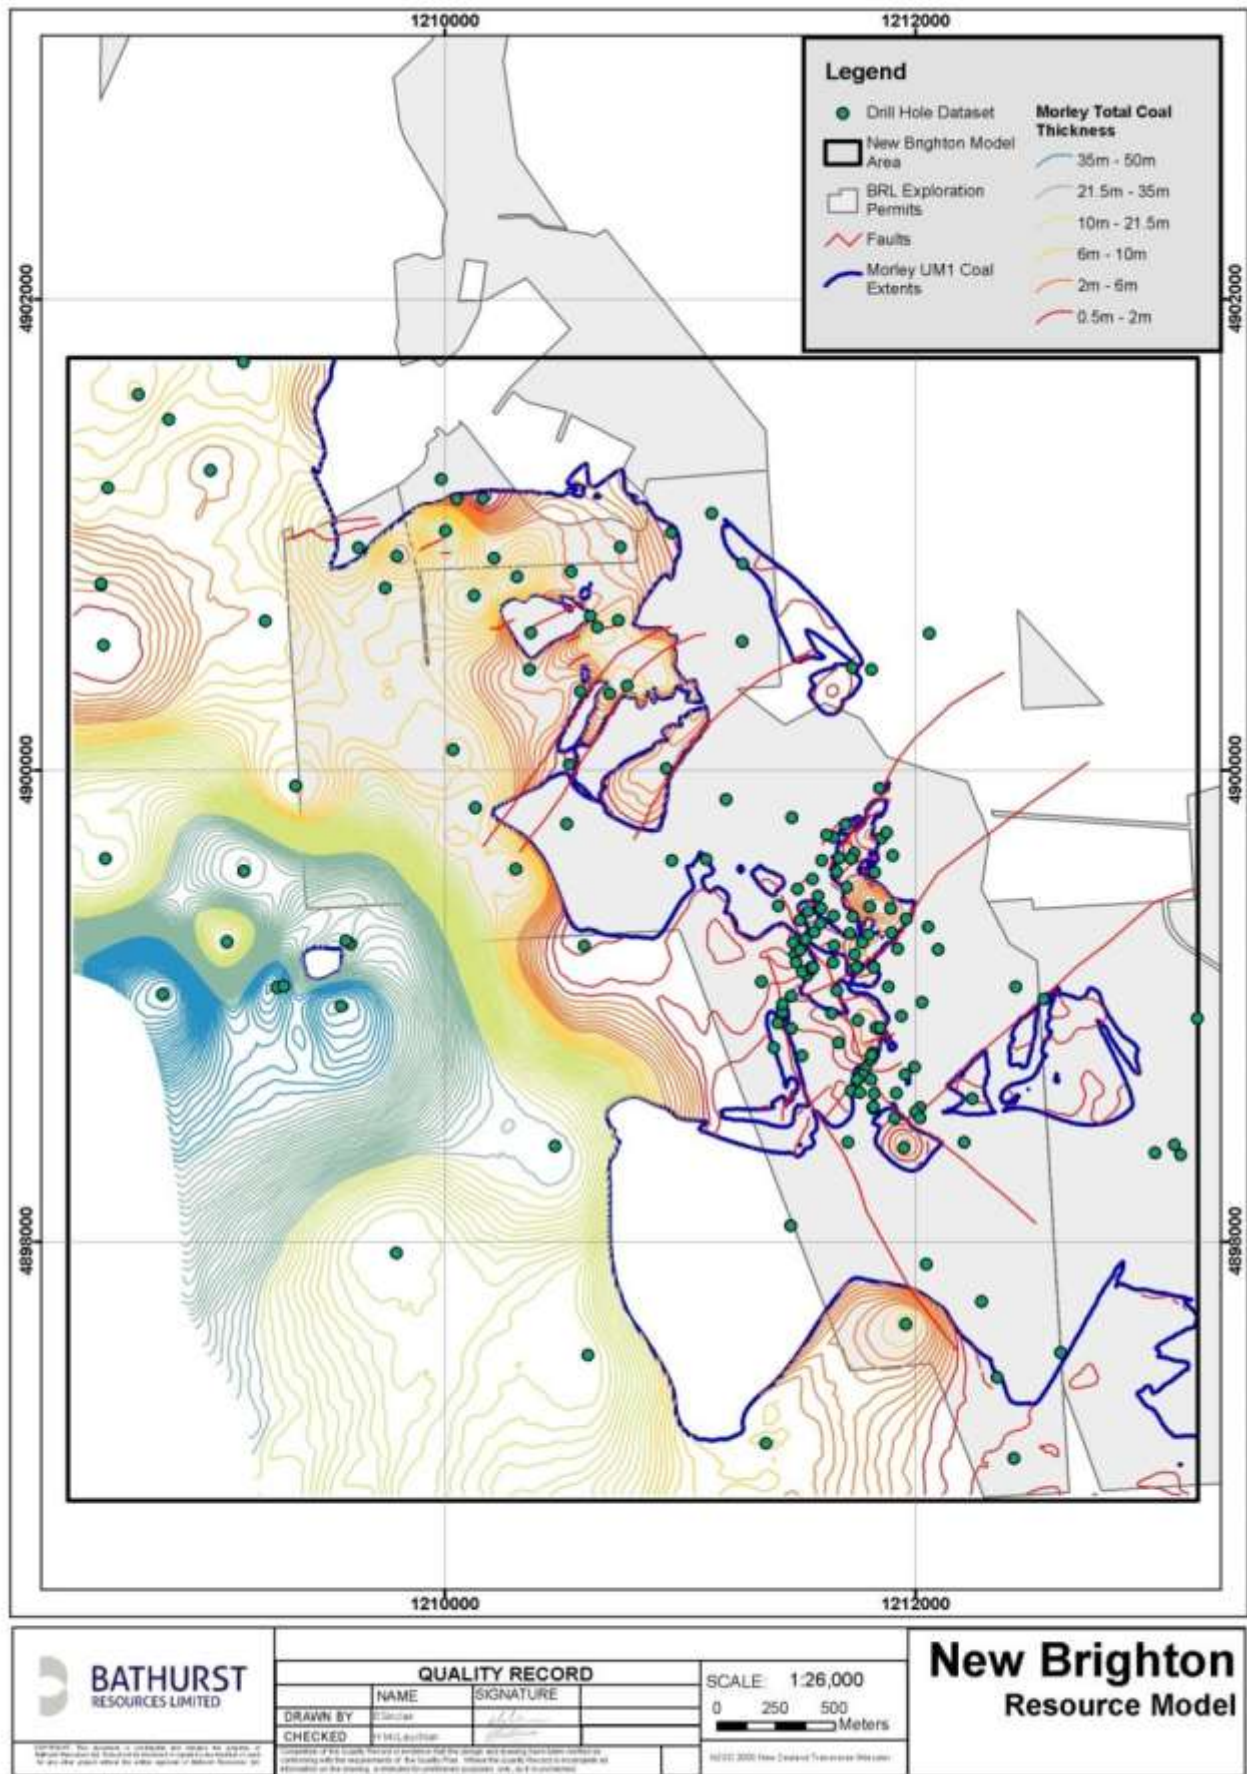 1210000
1212000
Legend
Drill Hole Dataset
New Brighton Model
Area
BRL Exploration
Permits
Faults
Morley UM1 Coal
Extents
Morley Total Coal
Thickness
35m - 50m
21.5m - 35m
10m - 21.5m
6m - 10m
2m - 6m
0.5m - 2m
4902000
4902000
4900000
4900000
4898000
4898000
1210000
1212000
BATHURST
RESOURCES LIMITED
QUALITY RECORD
NAME
SIGNATURE
DRAWN BY
CHECKED
SCALE: 1:26,000
0 250 500
Meters
New Brighton
Resource Model